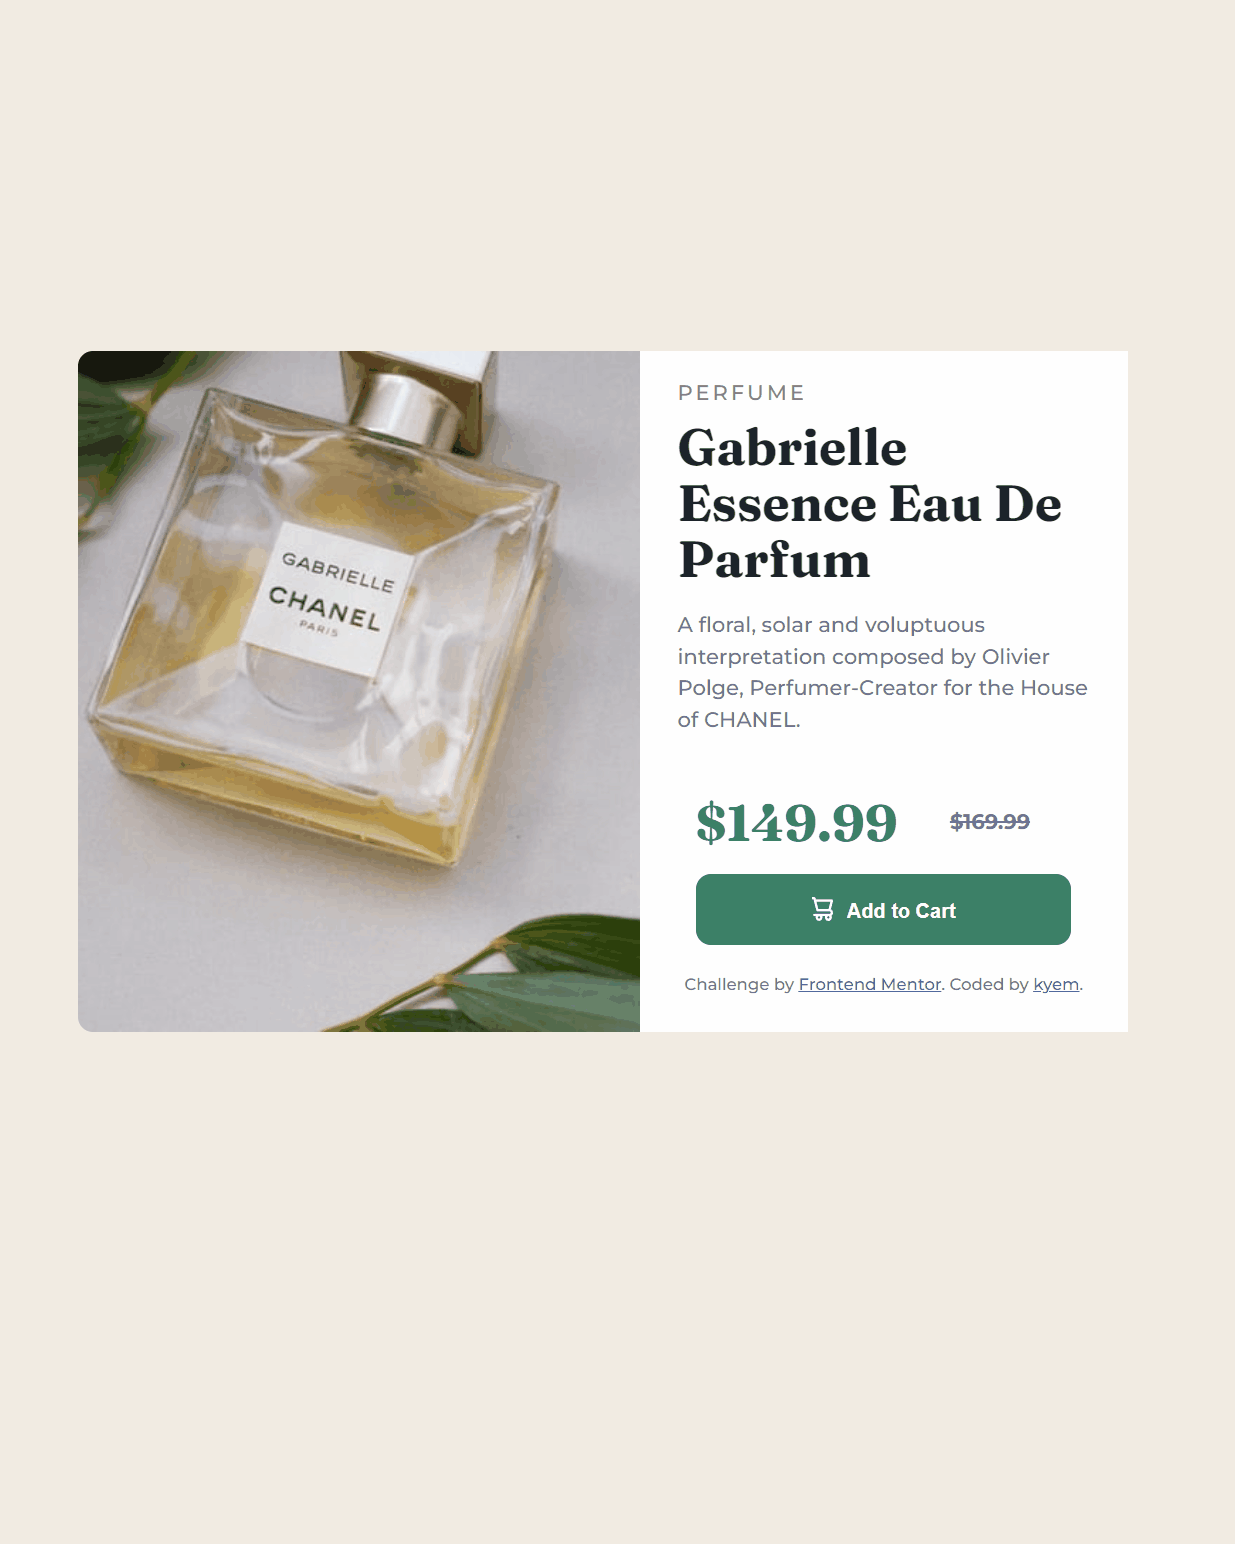 GABRIELLE
CHANEL
PARIS
PERFUME
Gabrielle
Essence Eau De
Parfum
A floral, solar and voluptuous
interpretation composed by Olivier
Polge, Perfumer-Creator for the House
of CHANEL.
$149.99 $169.99
Add to Cart
Challenge by Frontend Mentor. Coded by kyem.